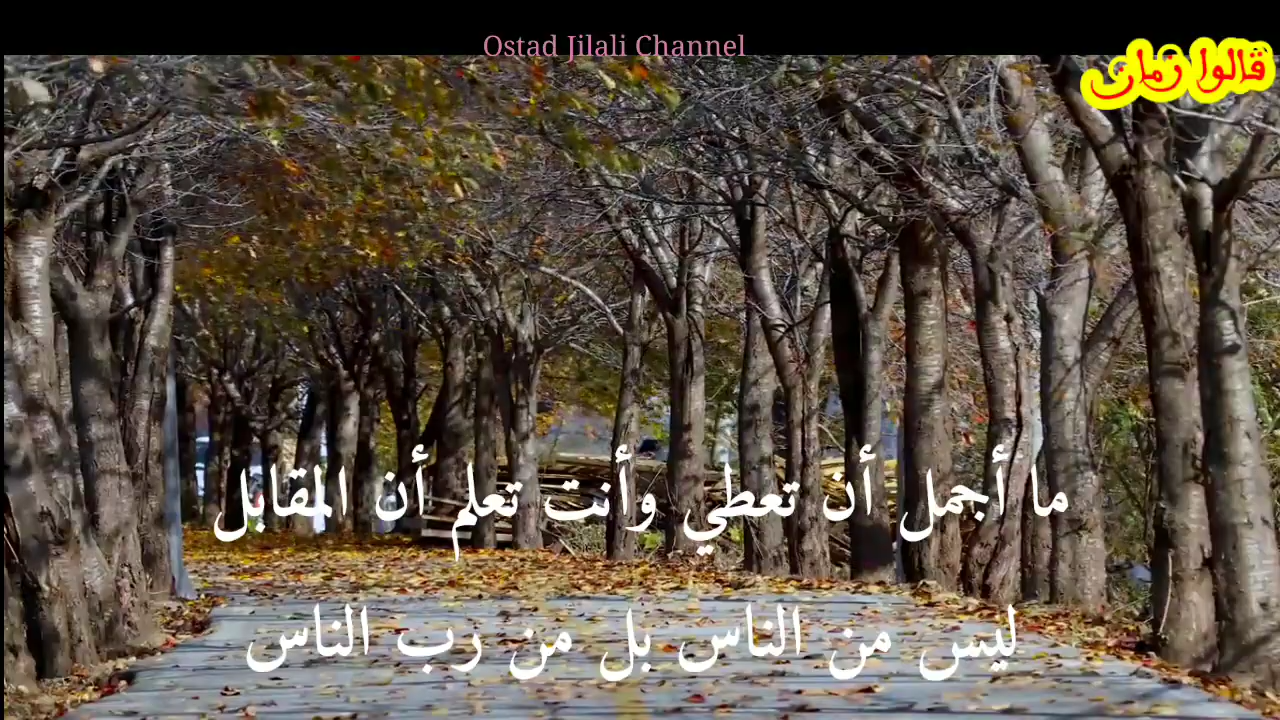 Ostad Jilali Channel
قالوا زمان
ما أجمل أن تعطي وأنت تعلم أن المقابل
ليس من الناس بل من رب الناس